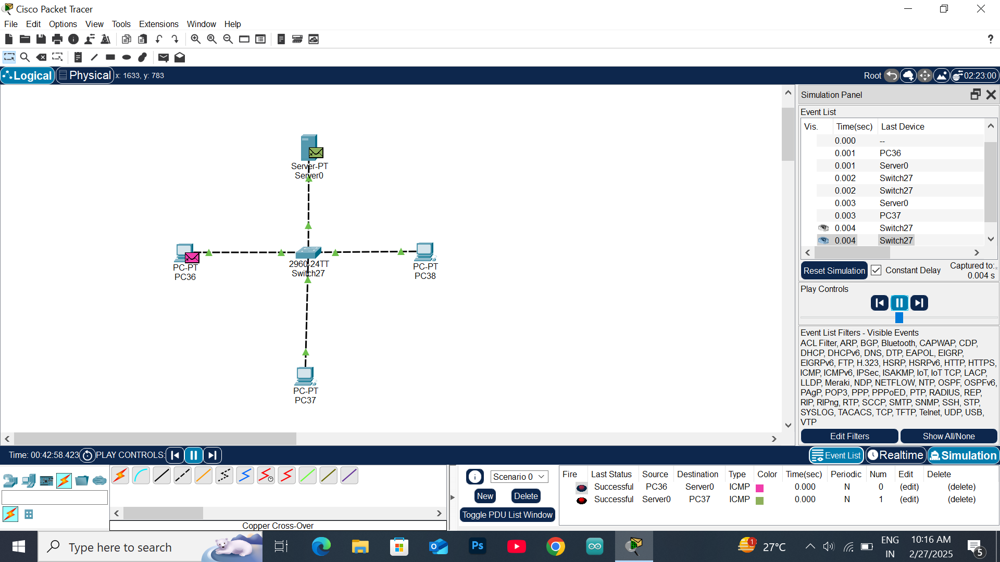 Cisco Packet Tracer
File Edit Options View Tools Extensions Window Help
?
Logical Physical x: 1633, y: 783 Root 02:23:00
Server-PT
Server0
PC-PT
PC36
2960-24TT
Switch27
PC-PT
PC38
PC-PT
PC37
Simulation Panel
Event List
Vis. Time(sec) Last Device
0.000 --
0.001 PC36
0.001 Server0
0.002 Switch27
0.002 Switch27
0.003 Server0
0.003 PC37
0.004 Switch27
0.004 Switch27
Reset Simulation Constant Delay Captured to:*
0.004 s
Play Controls
Event List Filters - Visible Events
ACL Filter, ARP, BGP, Bluetooth, CAPWAP, CDP,
DHCP, DHCPv6, DNS, DTP, EAPOL, EIGRP,
EIGRPv6, FTP, H.323, HSRP, HSRPv6, HTTP, HTTPS,
ICMP, ICMPv6, IPSec, ISAKMP, IoT, IoT TCP, LACP,
LLDP, Meraki, NDP, NETFLOW, NTP, OSPF, OSPFv6,
PAgP, POP3, PPP, PPPoED, PTP, RADIUS, REP,
RIP, RIPng, RTP, SCCP, SMTP, SNMP, SSH, STP,
SYSLOG, TACACS, TCP, TFTP, Telnet, UDP, USB,
VTP
Edit Filters Show All/None
Time: 00:42:58.423 PLAY CONTROLS: Event List Realtime Simulation
Copper Cross-Over
Scenario 0
New Delete
Toggle PDU List Window
Fire Last Status Source Destination Type Color Time(sec) Periodic Num Edit Delete
Successful PC36 Server0 ICMP 0.000 N 0 (edit) (delete)
Successful Server0 PC37 ICMP 0.000 N 1 (edit) (delete)
Type here to search
Ps
1
27°C
ENG
IN
10:16 AM
2/27/2025
5